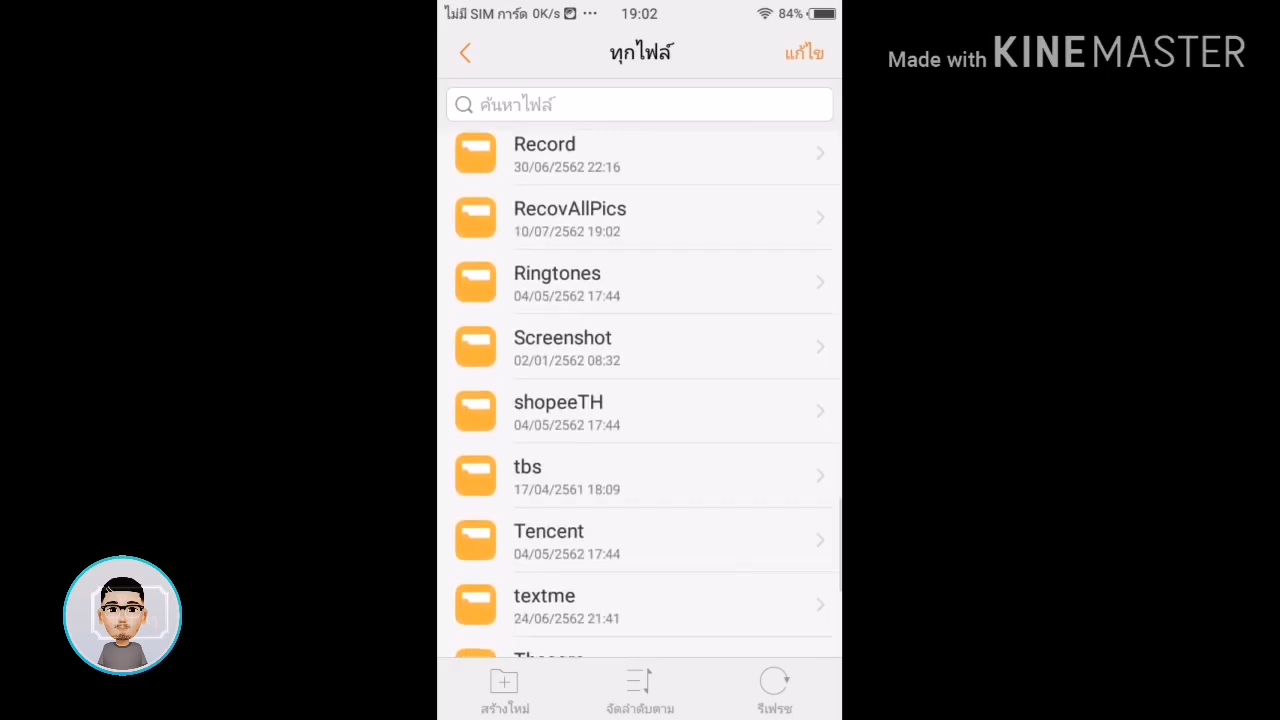 ไม่มี SIM การ์ด 0K/s ··· 19:02 84%
ทุกไฟล์ แก้ไข
Made with KINEMASTER
ค้นหาไฟล์
Record
30/06/2562 22:16
RecovAllPics
10/07/2562 19:02
Ringtones
04/05/2562 17:44
Screenshot
02/01/2562 08:32
shopeeTH
04/05/2562 17:44
tbs
17/04/2561 18:09
Tencent
04/05/2562 17:44
textme
24/06/2562 21:41
สร้างใหม่ จัดลำดับตาม รีเฟรช